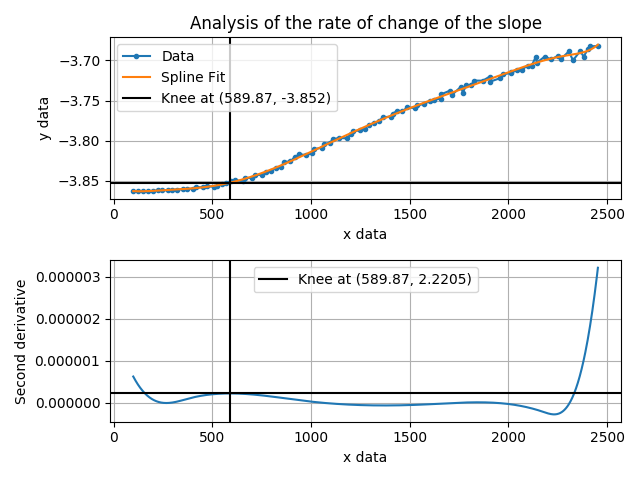 Analysis of the rate of change of the slope
Data
Spline Fit
Knee at (589.87, -3.852)
y data
−3.70
−3.75
−3.80
−3.85
0
500
1000
1500
2000
2500
x data
Knee at (589.87, 2.2205)
Second derivative
0.000003
0.000002
0.000001
0.000000
0
500
1000
1500
2000
2500
x data